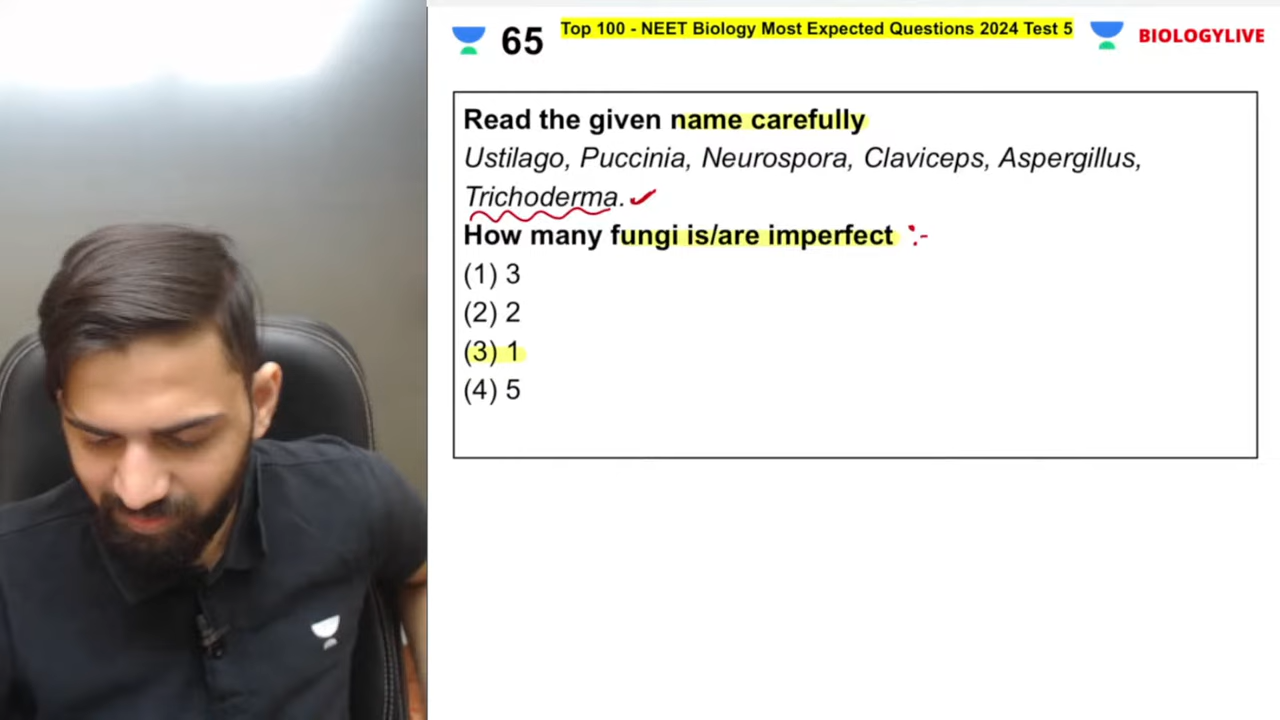 65
Top 100 - NEET Biology Most Expected Questions 2024 Test 5
BIOLOGYLIVE
Read the given name carefully
Ustilago, Puccinia, Neurospora, Claviceps, Aspergillus,
Trichoderma.
How many fungi is/are imperfect :-
(1) 3
(2) 2
(3) 1
(4) 5